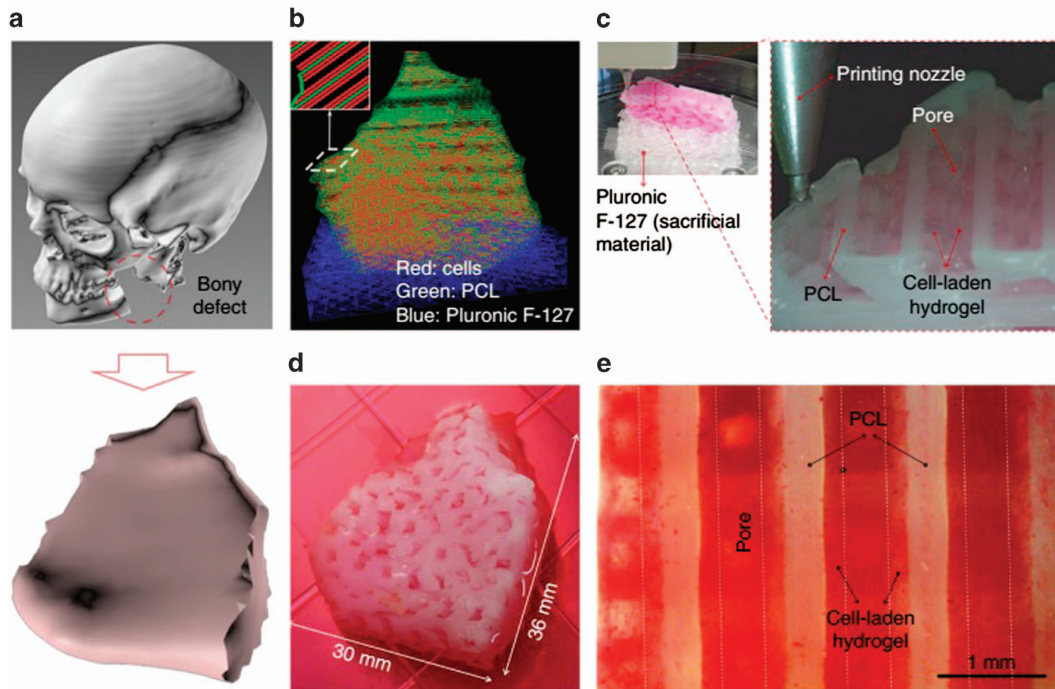 a
Bony
defect
b
Red: cells
Green: PCL
Blue: Pluronic F-127
c
Pluronic
F-127 (sacrificial
material)
Printing nozzle
Pore
PCL
Cell-laden
hydrogel
d
30 mm
36 mm
e
PCL
Pore
Cell-laden
hydrogel
1 mm